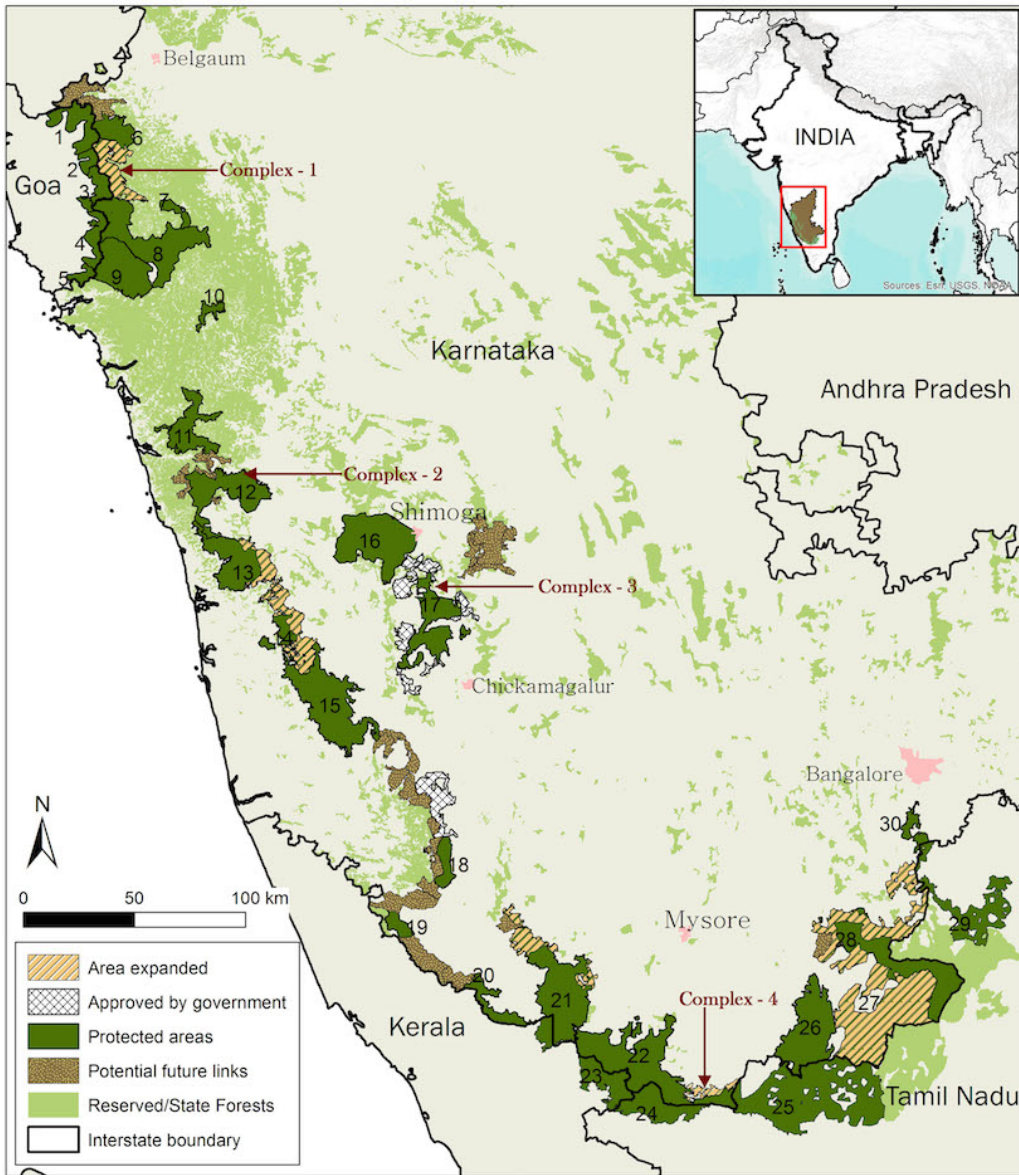 Belgaum
INDIA
1
6
2
Complex - 1
Goa
3
7
4
8
5
9
Sources: Esri, USGS, NOAA
10
Karnataka
Andhra Pradesh
11
Complex - 2
12
Shimoga
16
13
Complex - 3
17
14
Chickamagalur
15
Bangalore
N
30
18
0 50 100 km
19
Mysore
29
28
20
Area expanded
Approved by government
Protected areas
Potential future links
Reserved/State Forests
Interstate boundary
21
Complex - 4
27
Kerala
26
22
23
24
25
Tamil Nadu